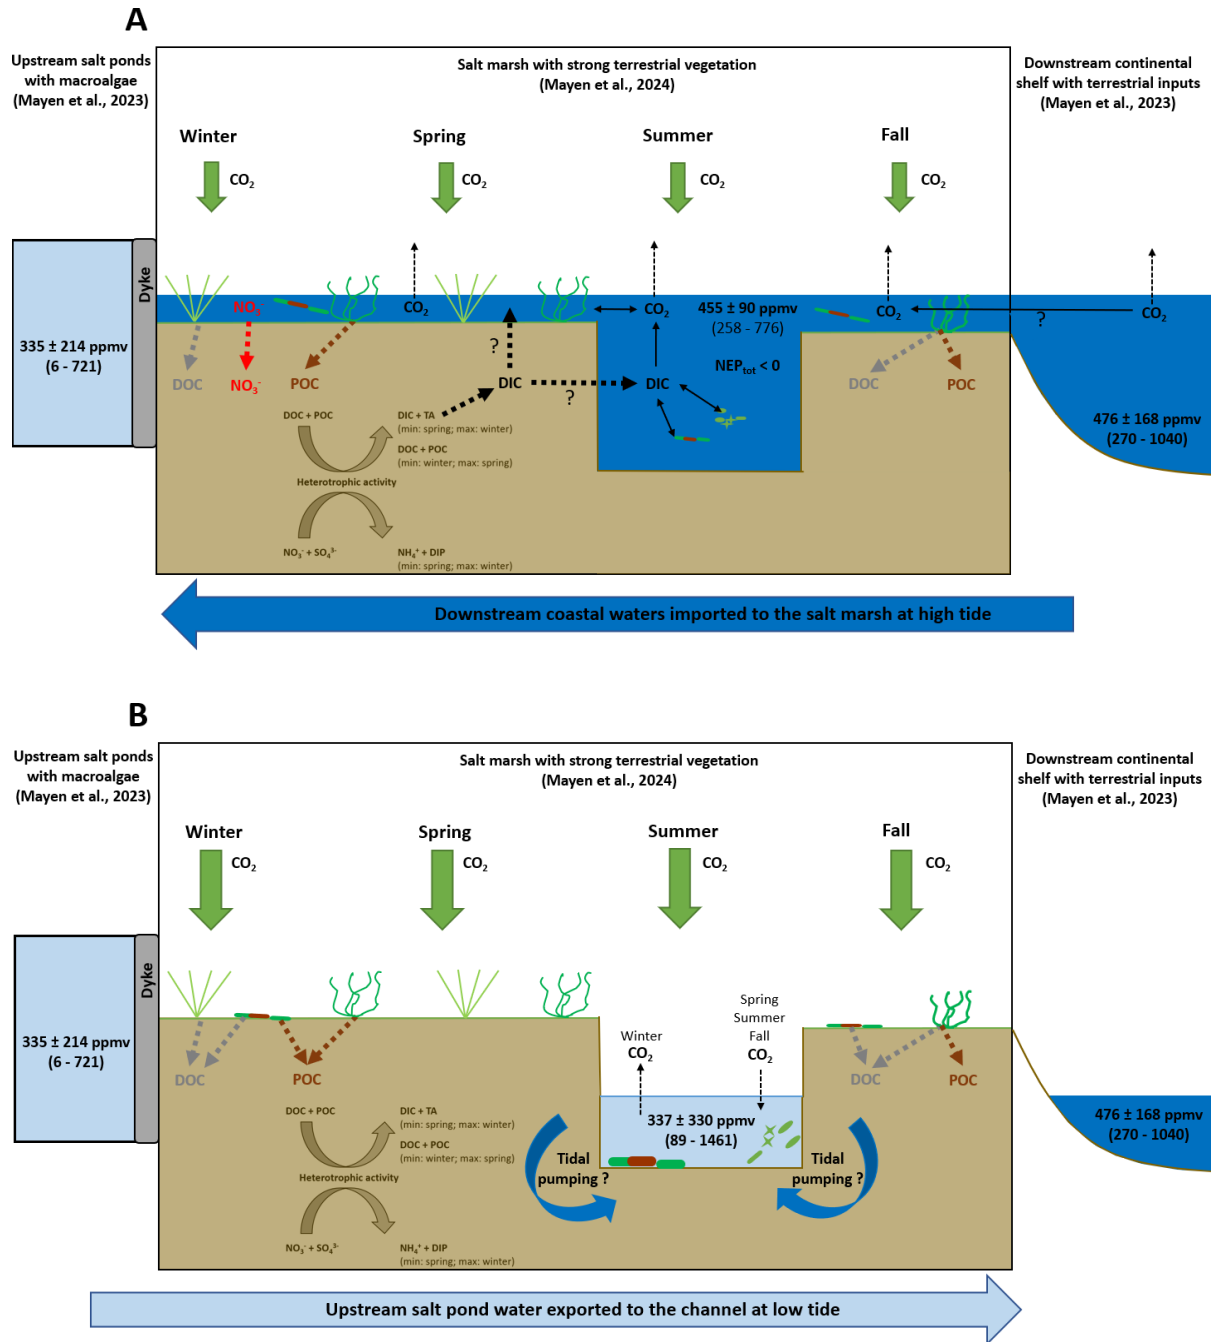 A
Upstream salt ponds
with macroalgae
(Mayen et al., 2023)
Salt marsh with strong terrestrial vegetation
(Mayen et al., 2024)
Downstream continental
shelf with terrestrial inputs
(Mayen et al., 2023)
Winter
Spring
Summer
Fall
CO₂
CO₂
CO₂
CO₂
Dyke
335 ± 214 ppmv
(6 - 721)
NO₃⁻
CO₂
CO₂
455 ± 90 ppmv
(258 - 776)
CO₂
?
CO₂
?
NEPtot < 0
DOC
NO₃⁻
POC
DIC
?
DIC
DOC
POC
476 ± 168 ppmv
(270 - 1040)
DOC + POC
DIC + TA
(min: spring; max: winter)
DOC + POC
(min: winter; max: spring)
Heterotrophic activity
NO₃⁻ + SO₄³⁻
NH₄⁺ + DIP
(min: spring; max: winter)
Downstream coastal waters imported to the salt marsh at high tide
B
Upstream salt ponds
with macroalgae
(Mayen et al., 2023)
Salt marsh with strong terrestrial vegetation
(Mayen et al., 2024)
Downstream continental
shelf with terrestrial inputs
(Mayen et al., 2023)
Winter
Spring
Summer
Fall
CO₂
CO₂
CO₂
CO₂
Dyke
335 ± 214 ppmv
(6 - 721)
Winter
CO₂
Spring
Summer
Fall
CO₂
DOC
POC
DOC
POC
337 ± 330 ppmv
(89 - 1461)
476 ± 168 ppmv
(270 - 1040)
DOC + POC
DIC + TA
(min: spring; max: winter)
DOC + POC
(min: winter; max: spring)
Heterotrophic activity
NO₃⁻ + SO₄³⁻
NH₄⁺ + DIP
(min: spring; max: winter)
Tidal
pumping ?
Tidal
pumping ?
Upstream salt pond water exported to the channel at low tide